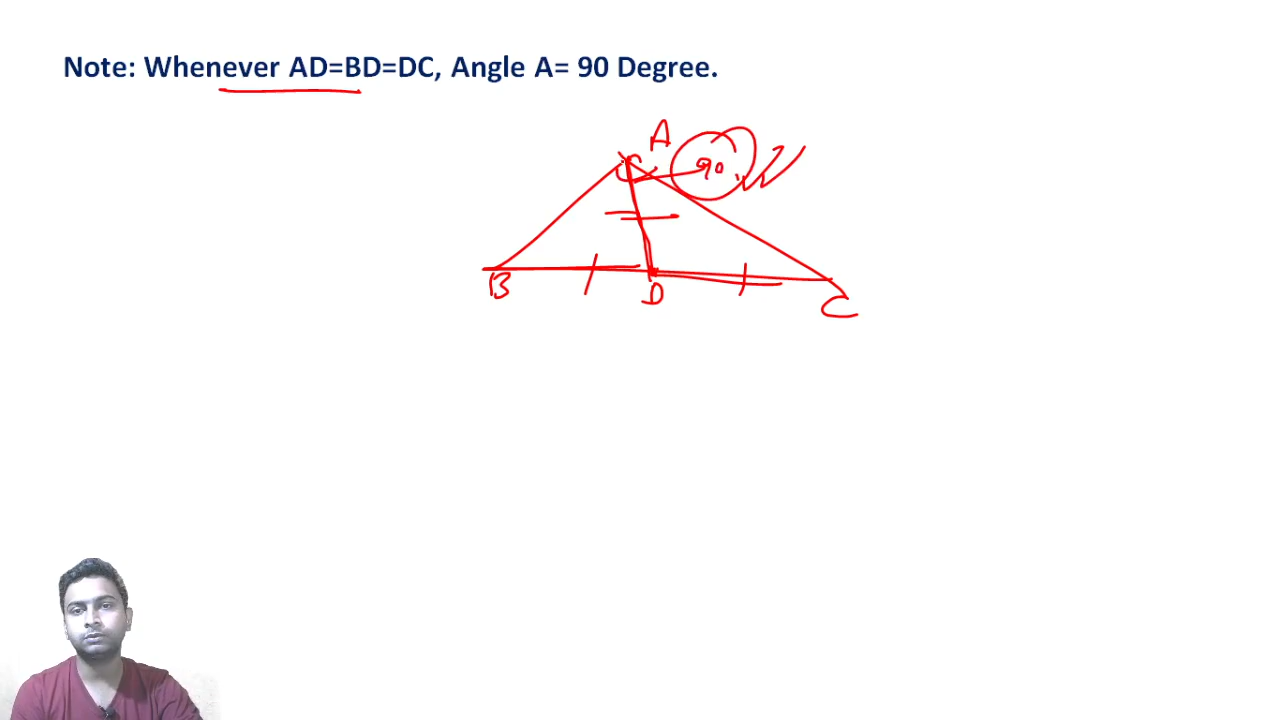 Note: Whenever AD=BD=DC, Angle A= 90 Degree.
A
90
B
D
C